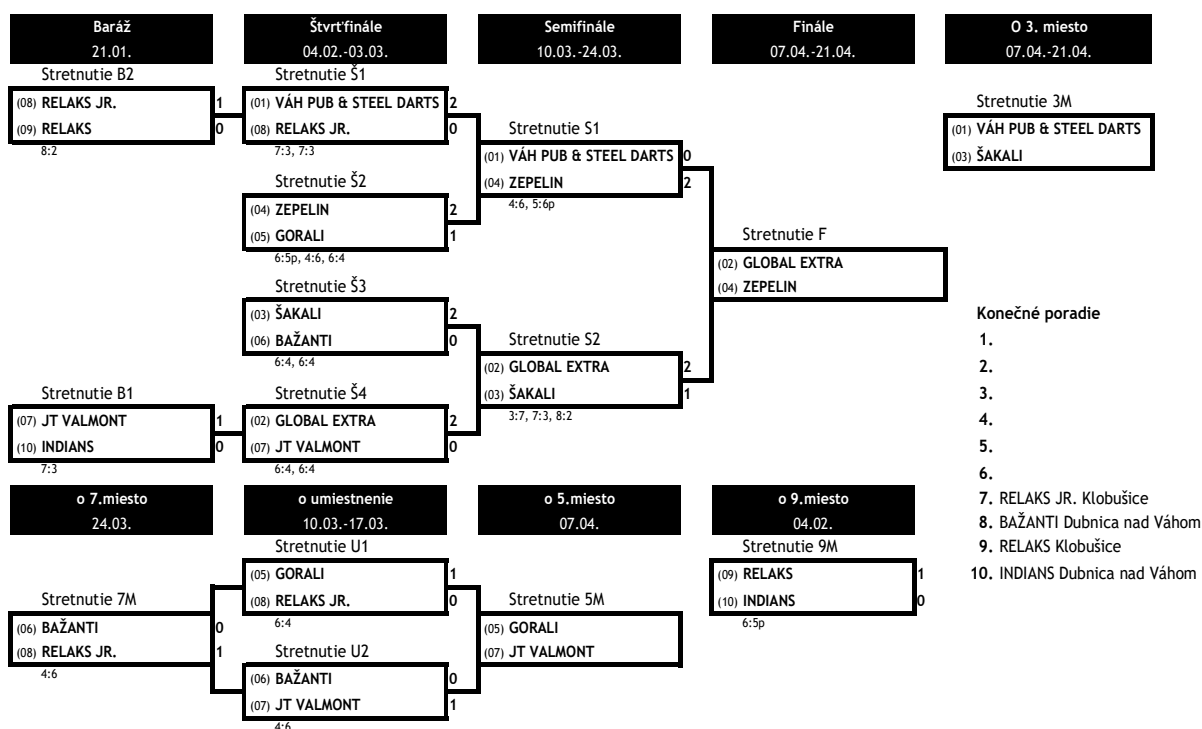 Baráž
21.01.
Štvrťfinále
04.02.-03.03.
Semifinále
10.03.-24.03.
Finále
07.04.-21.04.
O 3. miesto
07.04.-21.04.
Stretnutie B2
(08) RELAKS JR. 1
(09) RELAKS 0
8:2
Stretnutie Š1
(01) VÁH PUB & STEEL DARTS 2
(08) RELAKS JR. 0
7:3, 7:3
Stretnutie S1
(01) VÁH PUB & STEEL DARTS 0
(04) ZEPELIN 2
4:6, 5:6p
Stretnutie 3M
(01) VÁH PUB & STEEL DARTS
(03) ŠAKALI
Stretnutie Š2
(04) ZEPELIN 2
(05) GORALI 1
6:5p, 4:6, 6:4
Stretnutie F
(02) GLOBAL EXTRA
(04) ZEPELIN
Stretnutie Š3
(03) ŠAKALI 2
(06) BAŽANTI 0
6:4, 6:4
Stretnutie S2
(02) GLOBAL EXTRA 2
(03) ŠAKALI 1
3:7, 7:3, 8:2
Stretnutie B1
(07) JT VALMONT 1
(10) INDIANS 0
7:3
Stretnutie Š4
(02) GLOBAL EXTRA 2
(07) JT VALMONT 0
6:4, 6:4
Konečné poradie
1.
2.
3.
4.
5.
6.
7. RELAKS JR. Klobušice
8. BAŽANTI Dubnica nad Váhom
9. RELAKS Klobušice
10. INDIANS Dubnica nad Váhom
o 7.miesto
24.03.
o umiestnenie
10.03.-17.03.
o 5.miesto
07.04.
o 9.miesto
04.02.
Stretnutie U1
(05) GORALI 1
(08) RELAKS JR. 0
6:4
Stretnutie 9M
(09) RELAKS 1
(10) INDIANS 0
6:5p
Stretnutie 7M
(06) BAŽANTI 0
(08) RELAKS JR. 1
4:6
Stretnutie 5M
(05) GORALI
(07) JT VALMONT
Stretnutie U2
(06) BAŽANTI 0
(07) JT VALMONT 1
4:6